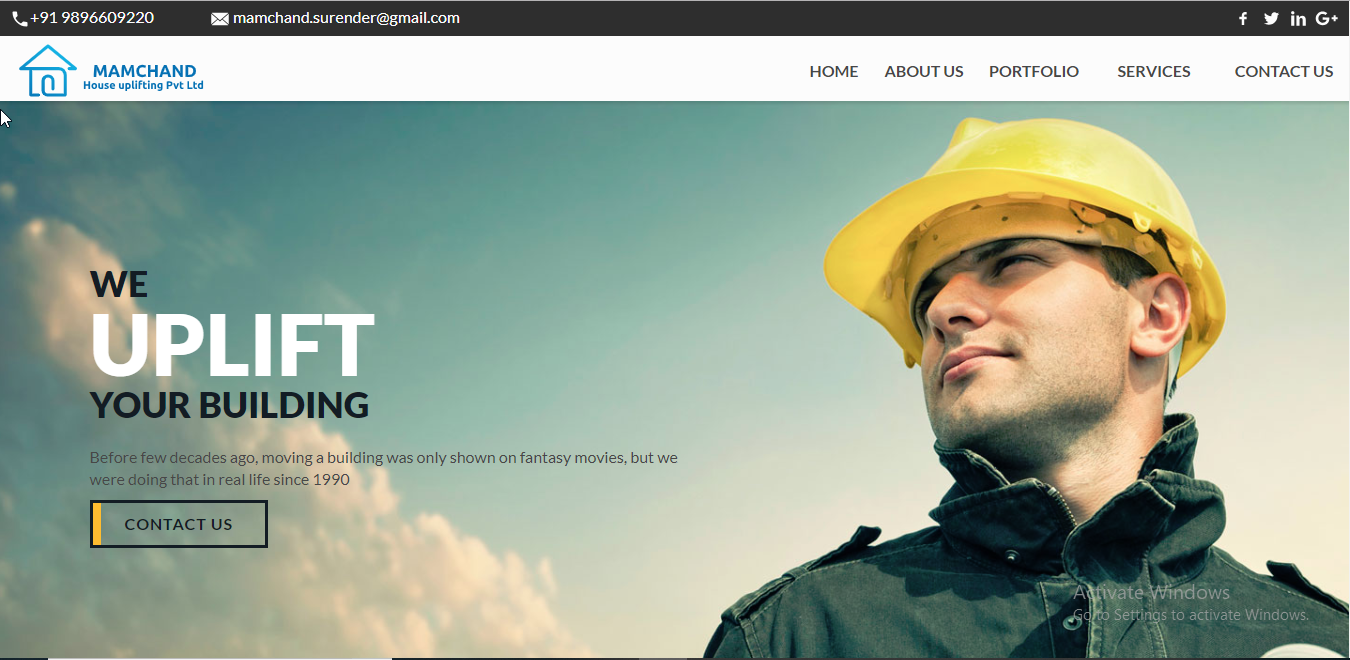 +91 9896609220 mamchand.surender@gmail.com G+
MAMCHAND
House uplifting Pvt Ltd
HOME ABOUT US PORTFOLIO SERVICES CONTACT US
WE
UPLIFT
YOUR BUILDING
Before few decades ago, moving a building was only shown on fantasy movies, but we
were doing that in real life since 1990
CONTACT US
Activate Windows
Go to Settings to activate Windows.